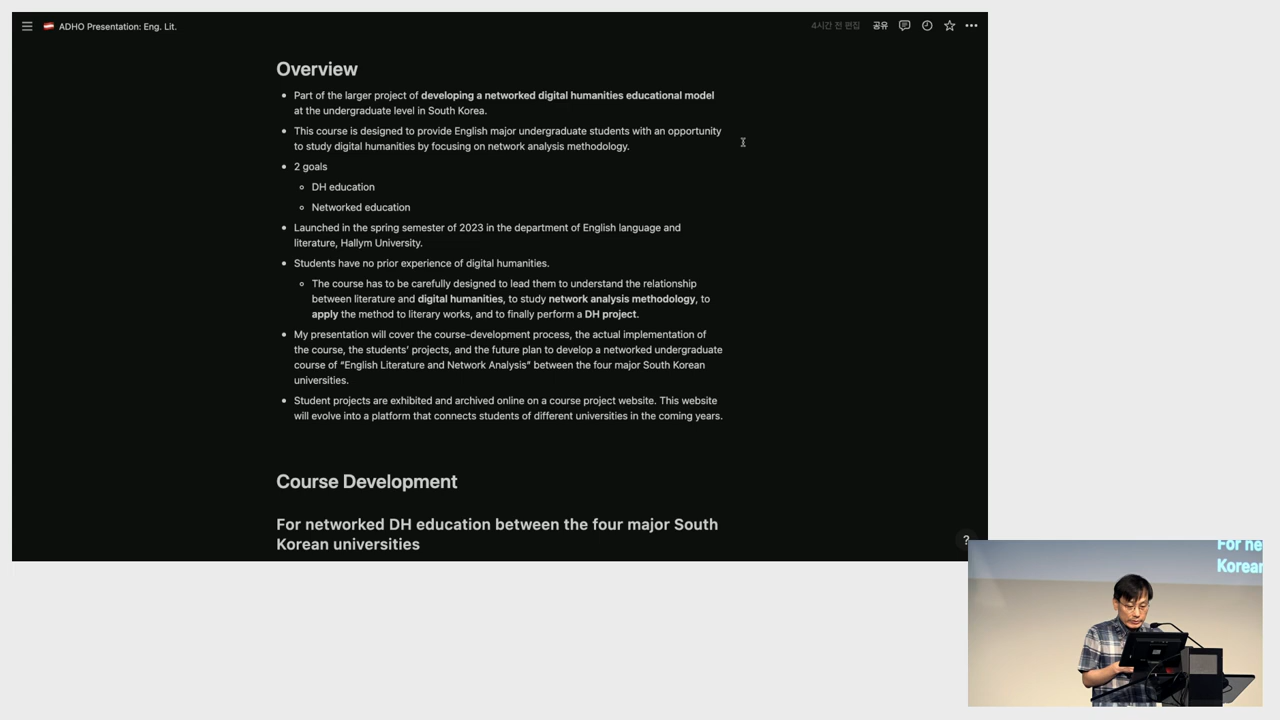 ADHO Presentation: Eng. Lit.
4시간 전 편집
공유
Overview
Part of the larger project of developing a networked digital humanities educational model
at the undergraduate level in South Korea.
This course is designed to provide English major undergraduate students with an opportunity
to study digital humanities by focusing on network analysis methodology.
2 goals
DH education
Networked education
Launched in the spring semester of 2023 in the department of English language and
literature, Hallym University.
Students have no prior experience of digital humanities.
The course has to be carefully designed to lead them to understand the relationship
between literature and digital humanities, to study network analysis methodology, to
apply the method to literary works, and to finally perform a DH project.
My presentation will cover the course-development process, the actual implementation of
the course, the students’ projects, and the future plan to develop a networked undergraduate
course of “English Literature and Network Analysis” between the four major South Korean
universities.
Student projects are exhibited and archived online on a course project website. This website
will evolve into a platform that connects students of different universities in the coming years.
Course Development
For networked DH education between the four major South
Korean universities
?
For ne
Korean